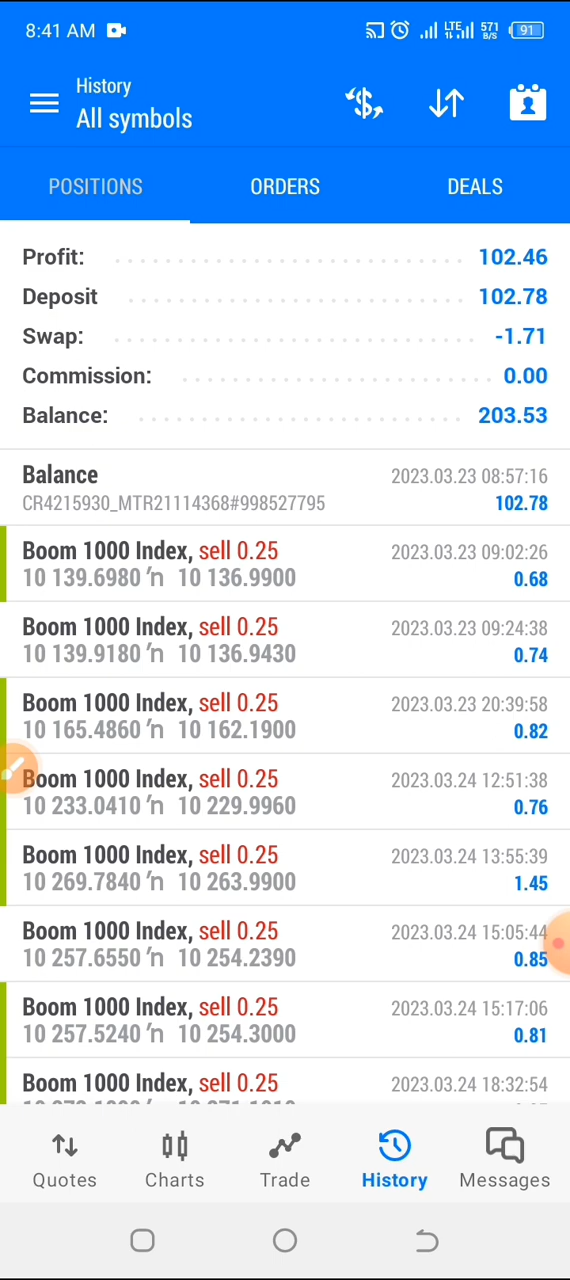 8:41 AM
LTE
571
B/S
91
History
All symbols
POSITIONS
ORDERS
DEALS
Profit: 102.46
Deposit 102.78
Swap: -1.71
Commission: 0.00
Balance: 203.53
Balance 2023.03.23 08:57:16
CR4215930_MTR21114368#998527795 102.78
Boom 1000 Index, sell 0.25 2023.03.23 09:02:26
10 139.6980 ’n 10 136.9900 0.68
Boom 1000 Index, sell 0.25 2023.03.23 09:24:38
10 139.9180 ’n 10 136.9430 0.74
Boom 1000 Index, sell 0.25 2023.03.23 20:39:58
10 165.4860 ’n 10 162.1900 0.82
Boom 1000 Index, sell 0.25 2023.03.24 12:51:38
10 233.0410 ’n 10 229.9960 0.76
Boom 1000 Index, sell 0.25 2023.03.24 13:55:39
10 269.7840 ’n 10 263.9900 1.45
Boom 1000 Index, sell 0.25 2023.03.24 15:05:44
10 257.6550 ’n 10 254.2390 0.85
Boom 1000 Index, sell 0.25 2023.03.24 15:17:06
10 257.5240 ’n 10 254.3000 0.81
Boom 1000 Index, sell 0.25 2023.03.24 18:32:54
Quotes
Charts
Trade
History
Messages